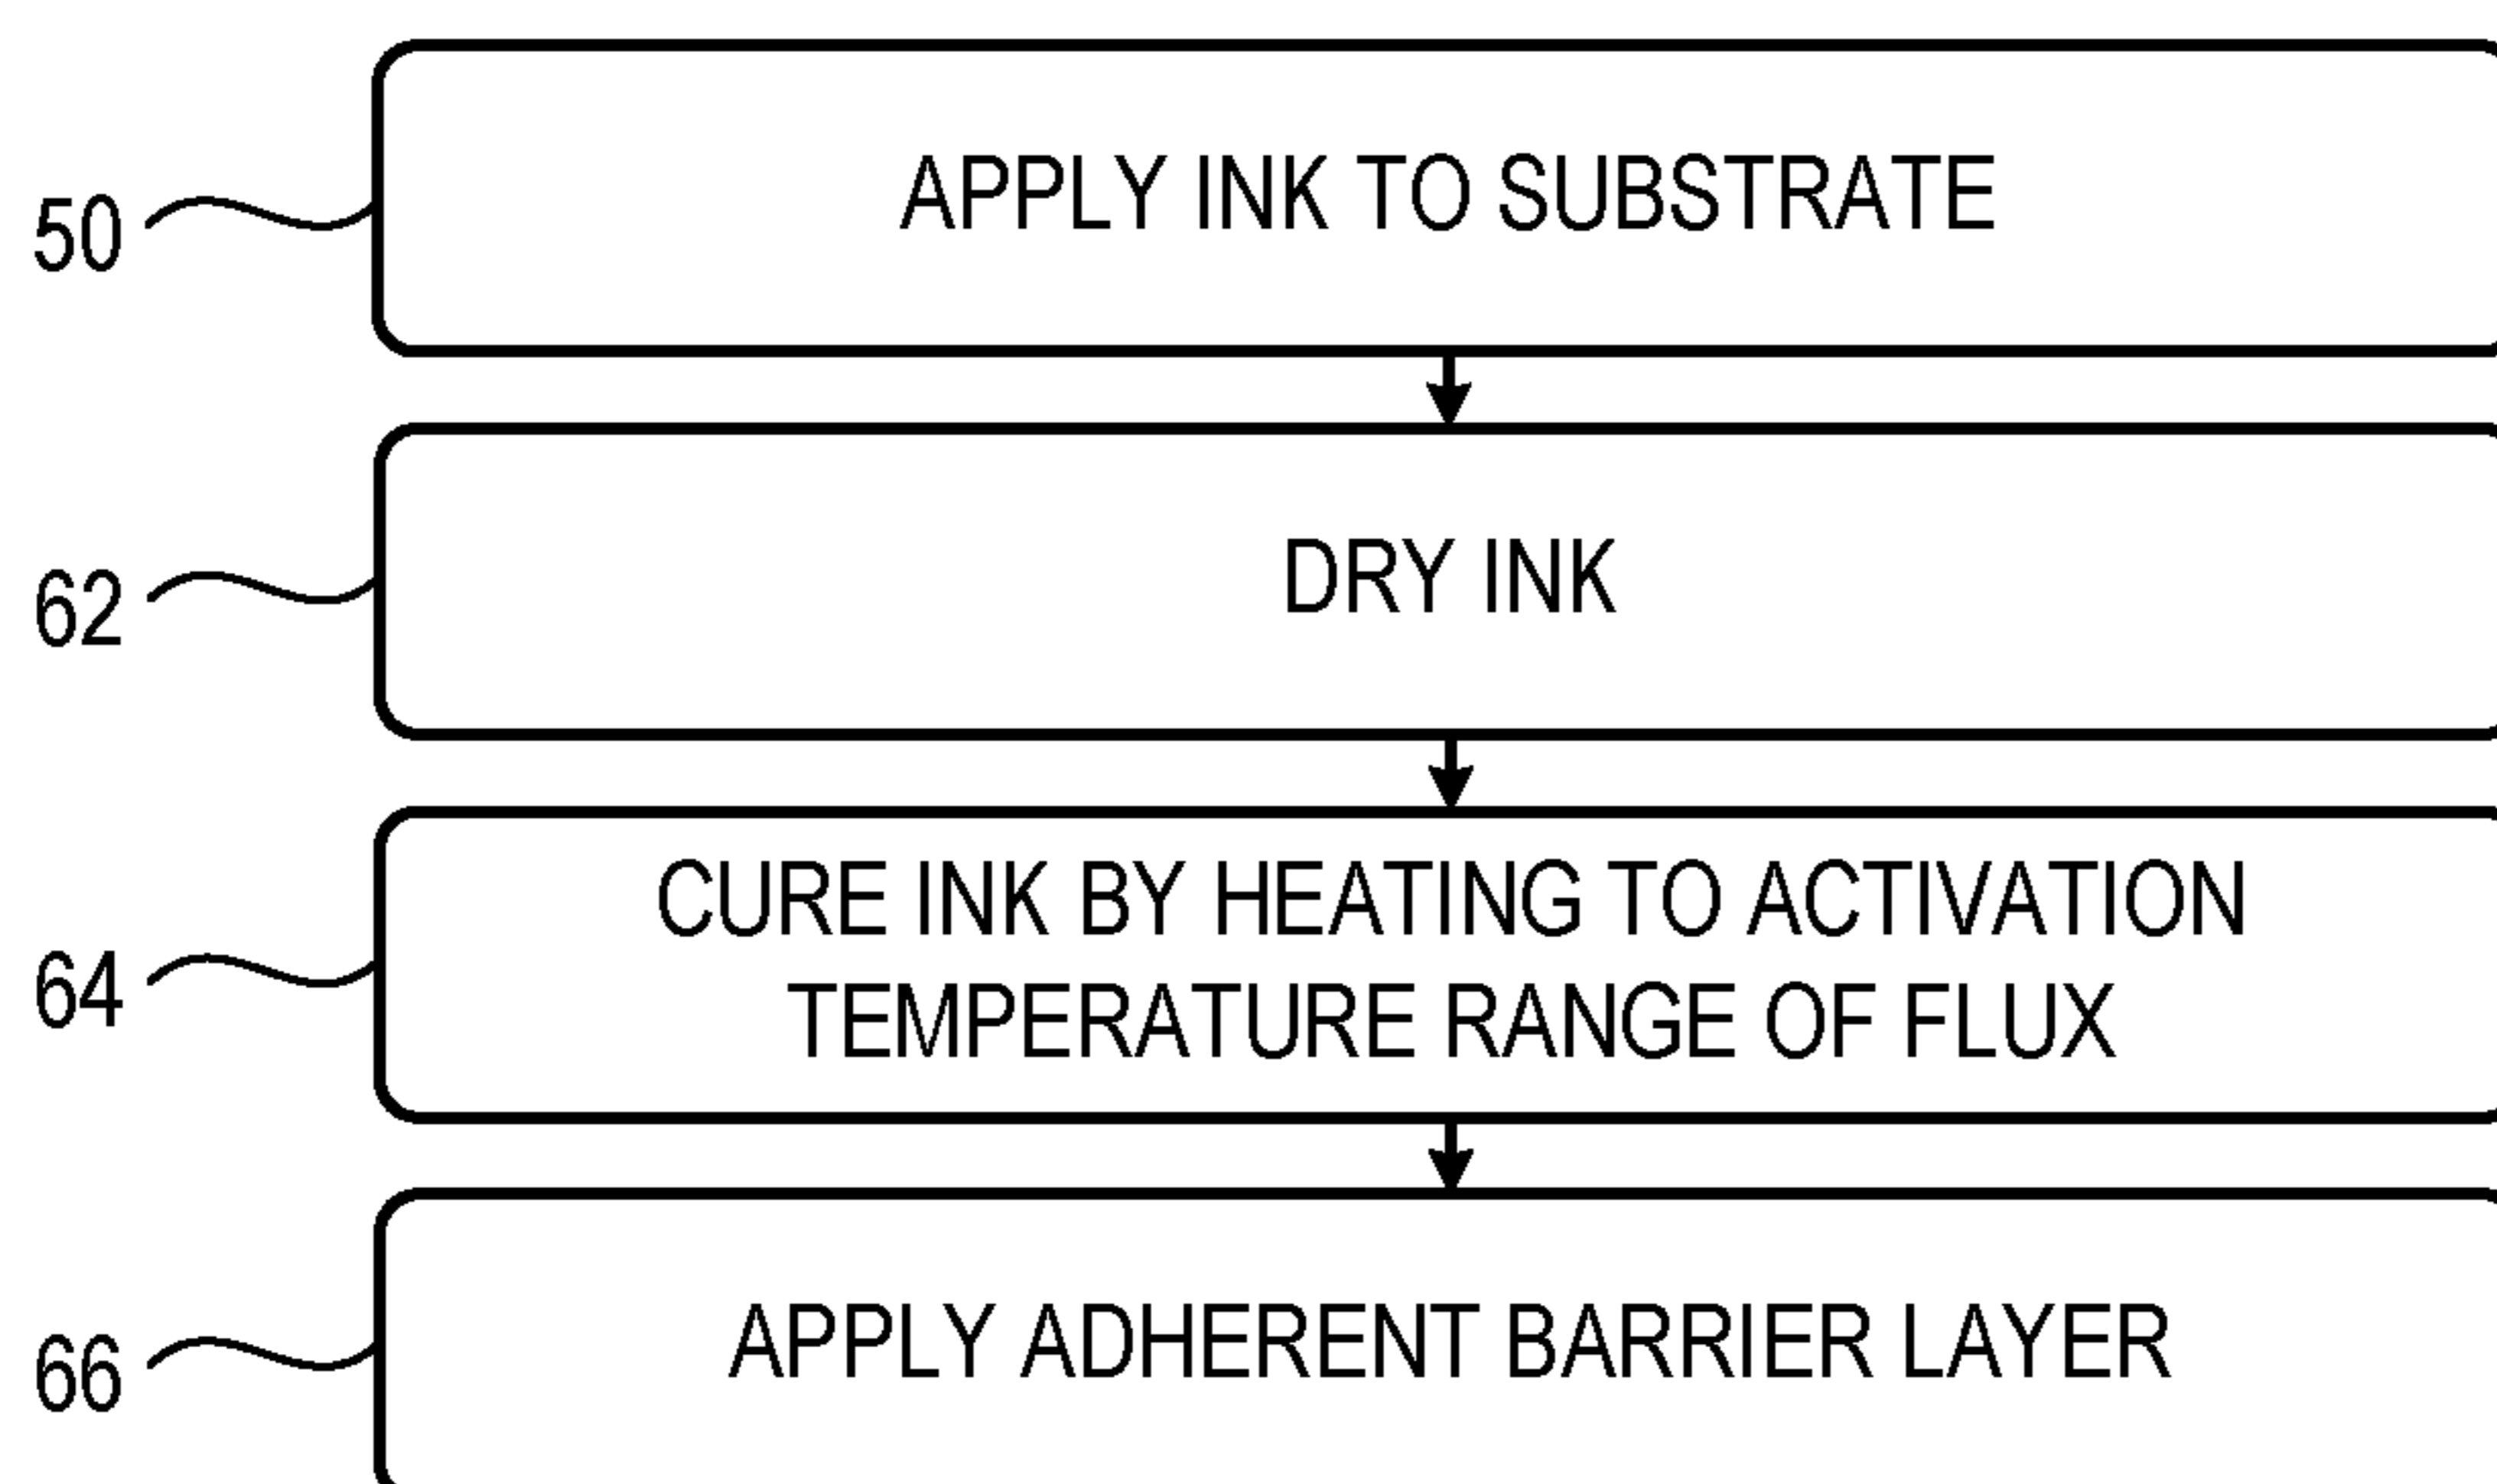 50
APPLY INK TO SUBSTRATE
62
DRY INK
64
CURE INK BY HEATING TO ACTIVATION
TEMPERATURE RANGE OF FLUX
66
APPLY ADHERENT BARRIER LAYER